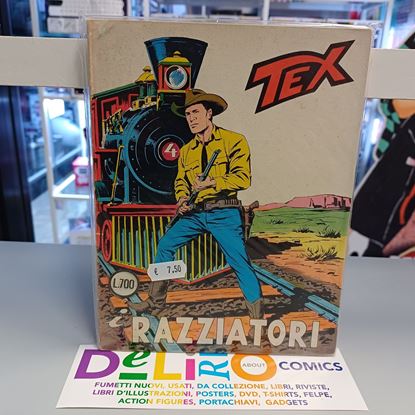 TEX
4
€ 7,50
L.700
i RAZZIATORI
DeLiRO ABOUT COMICS
FUMETTI NUOVI, USATI, DA COLLEZIONE, LIBRI, RIVISTE,
LIBRI D'ILLUSTRAZIONI, POSTERS, DVD, T-SHIRTS, FELPE,
ACTION FIGURES, PORTACHIAVI, GADGETS